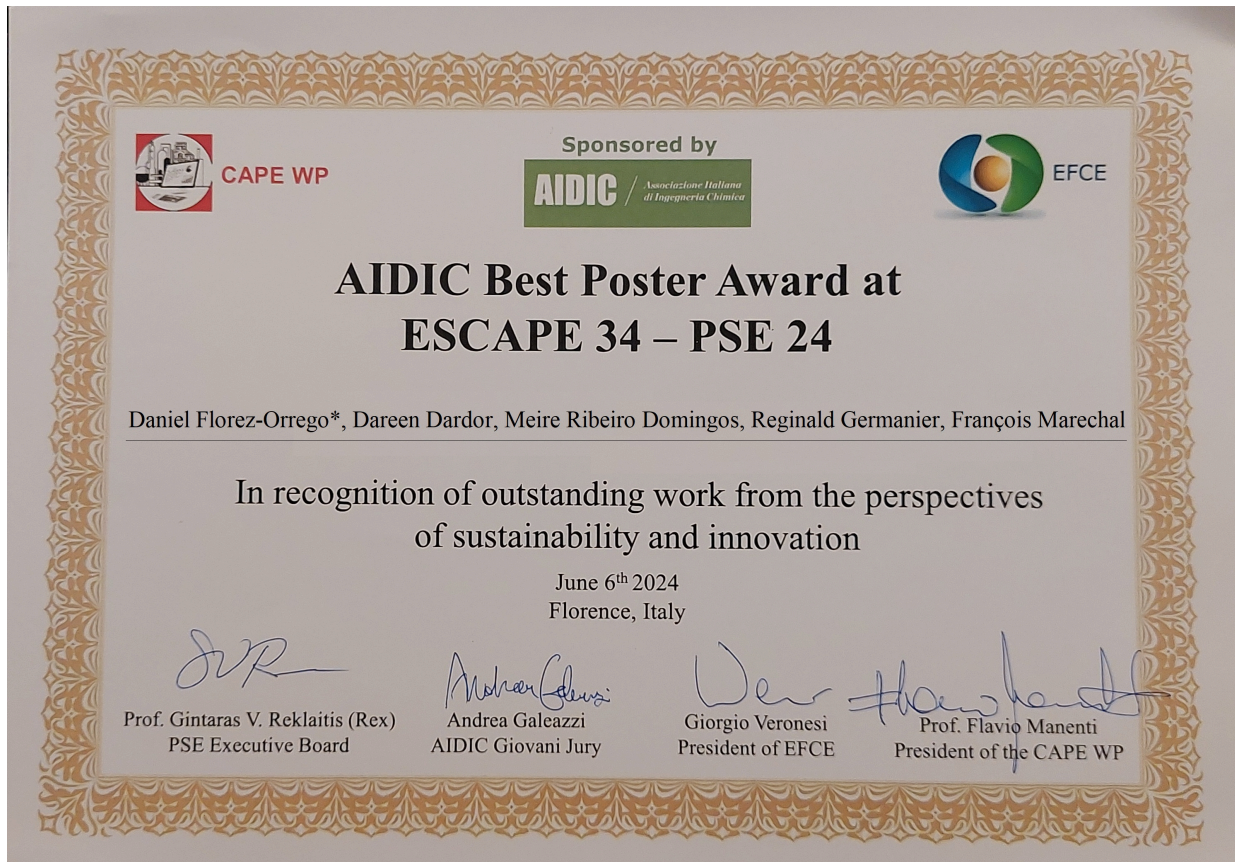 CAPE WP
Sponsored by
AIDIC / Associazione Italiana
di Ingegneria Chimica
EFCE
AIDIC Best Poster Award at
ESCAPE 34 – PSE 24
Daniel Florez-Orrego*, Dareen Dardor, Meire Ribeiro Domingos, Reginald Germanier, François Marechal
In recognition of outstanding work from the perspectives
of sustainability and innovation
June 6th 2024
Florence, Italy
Prof. Gintaras V. Reklaitis (Rex)
PSE Executive Board
Andrea Galeazzi
AIDIC Giovani Jury
Giorgio Veronesi
President of EFCE
Prof. Flavio Manenti
President of the CAPE WP